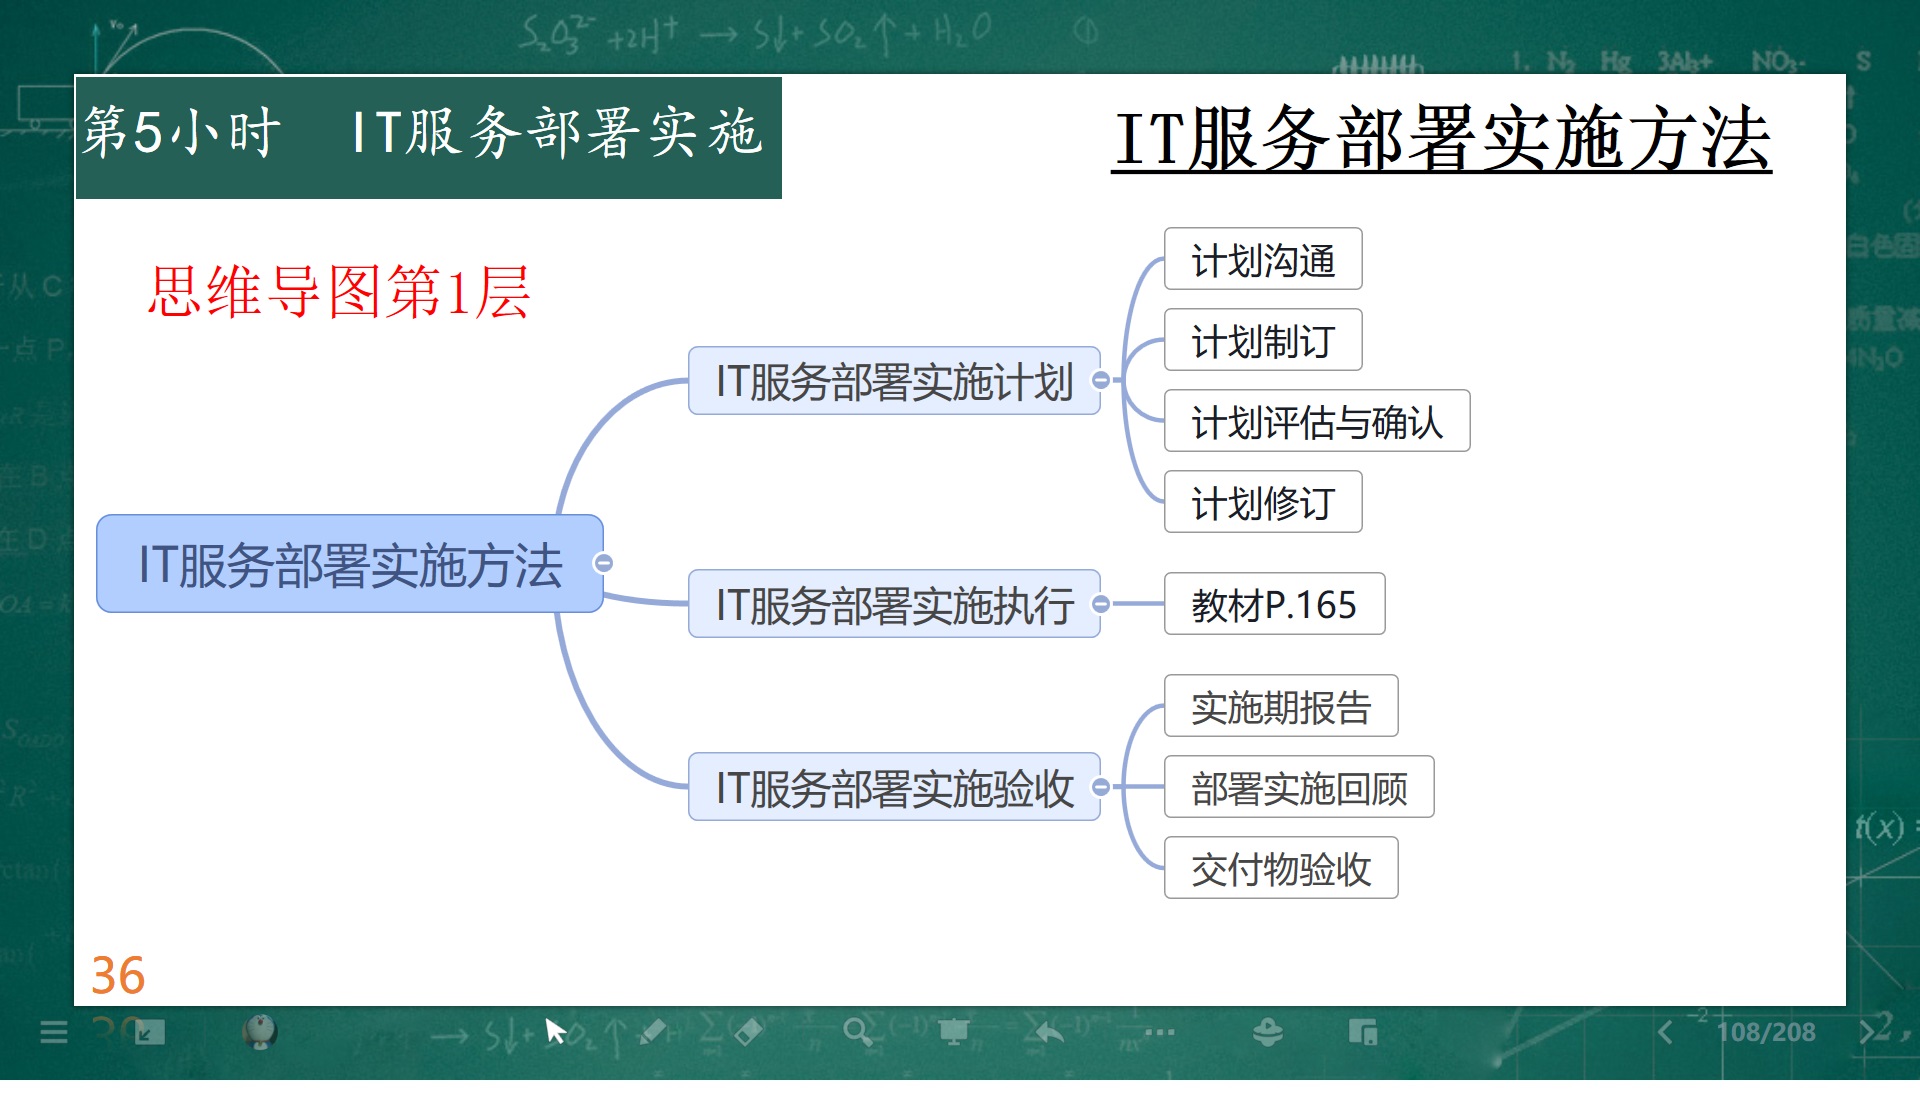 第5小时　IT服务部署实施
IT服务部署实施方法
思维导图第1层
IT服务部署实施方法
IT服务部署实施计划
计划沟通
计划制订
计划评估与确认
计划修订
IT服务部署实施执行
教材P.165
IT服务部署实施验收
实施期报告
部署实施回顾
交付物验收
36
108/208